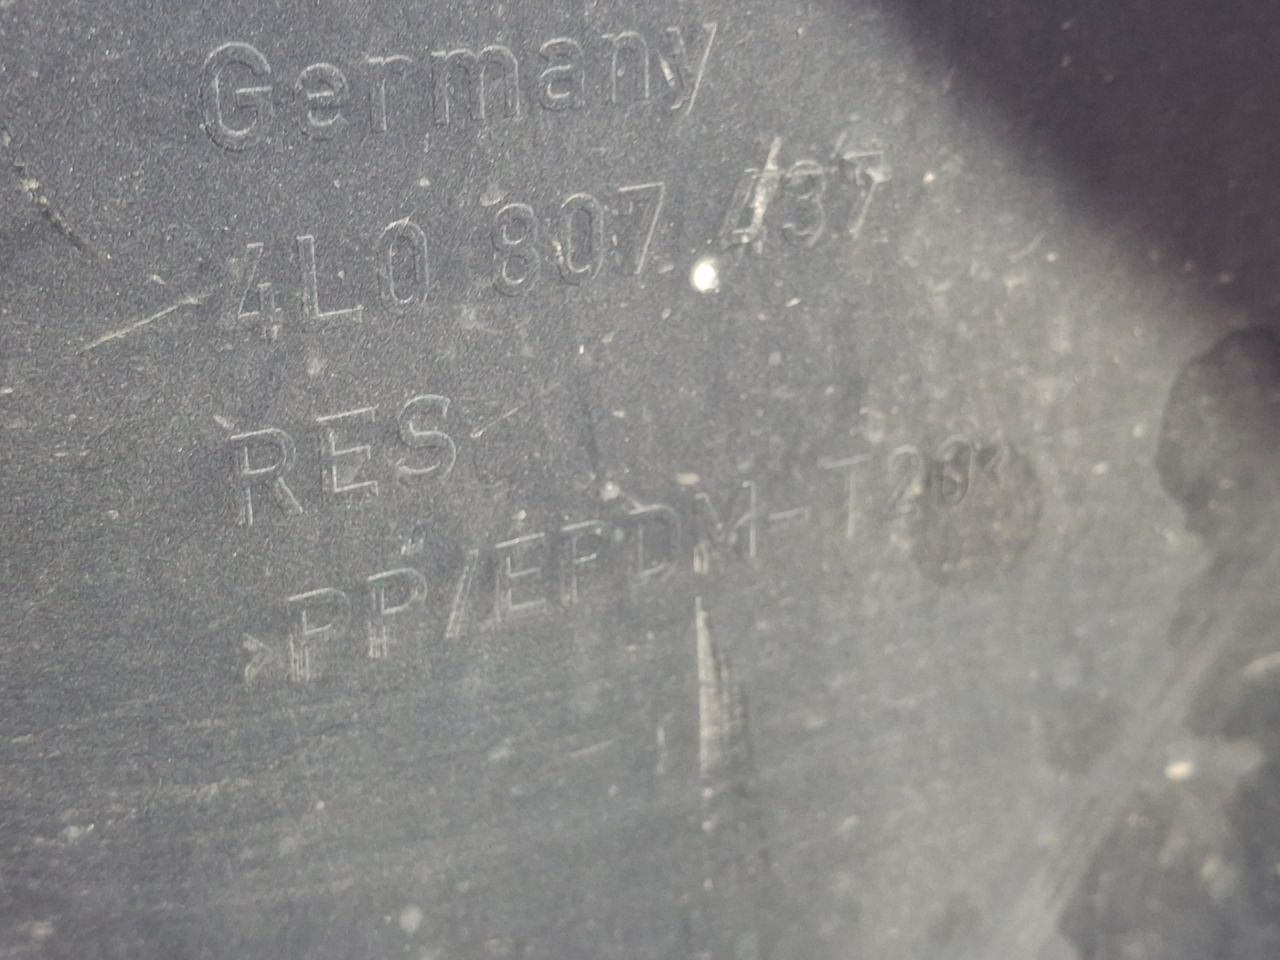 Germany
4L0 807 437
RES
>PP/EPDM-T20<